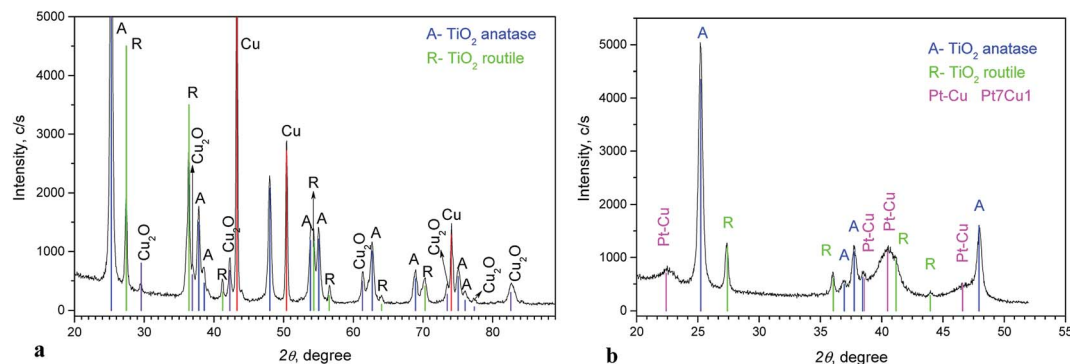 5000
4000
3000
2000
1000
0
Intensity, c/s
A
R
Cu
A- TiO2 anatase
R- TiO2 routile
Cu2O
R
Cu2O
A
A
R
Cu2O
Cu
A
R
A
R
Cu2O
A
R
A
R
Cu2O
Cu
A
A
Cu2O
Cu2O
20 30 40 50 60 70 80
2θ, degree
a
5000
4000
3000
2000
1000
0
Intensity, c/s
A
A- TiO2 anatase
R- TiO2 routile
Pt-Cu Pt7Cu1
Pt-Cu
R
R
A
A
Pt-Cu
Pt-Cu
R
R
Pt-Cu
A
20 25 30 35 40 45 50 55
2θ, degree
b